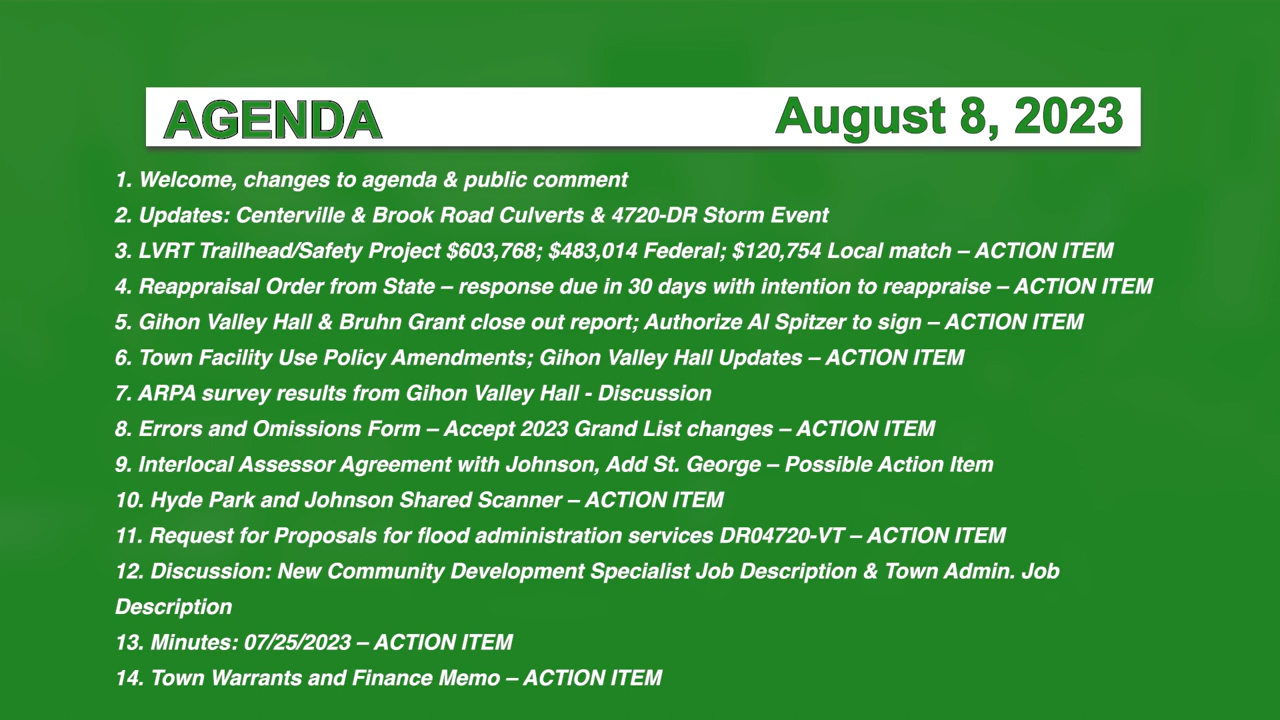 AGENDA August 8, 2023
1. Welcome, changes to agenda & public comment
2. Updates: Centerville & Brook Road Culverts & 4720-DR Storm Event
3. LVRT Trailhead/Safety Project $603,768; $483,014 Federal; $120,754 Local match – ACTION ITEM
4. Reappraisal Order from State – response due in 30 days with intention to reappraise – ACTION ITEM
5. Gihon Valley Hall & Bruhn Grant close out report; Authorize Al Spitzer to sign – ACTION ITEM
6. Town Facility Use Policy Amendments; Gihon Valley Hall Updates – ACTION ITEM
7. ARPA survey results from Gihon Valley Hall - Discussion
8. Errors and Omissions Form – Accept 2023 Grand List changes – ACTION ITEM
9. Interlocal Assessor Agreement with Johnson, Add St. George – Possible Action Item
10. Hyde Park and Johnson Shared Scanner – ACTION ITEM
11. Request for Proposals for flood administration services DR04720-VT – ACTION ITEM
12. Discussion: New Community Development Specialist Job Description & Town Admin. Job
Description
13. Minutes: 07/25/2023 – ACTION ITEM
14. Town Warrants and Finance Memo – ACTION ITEM